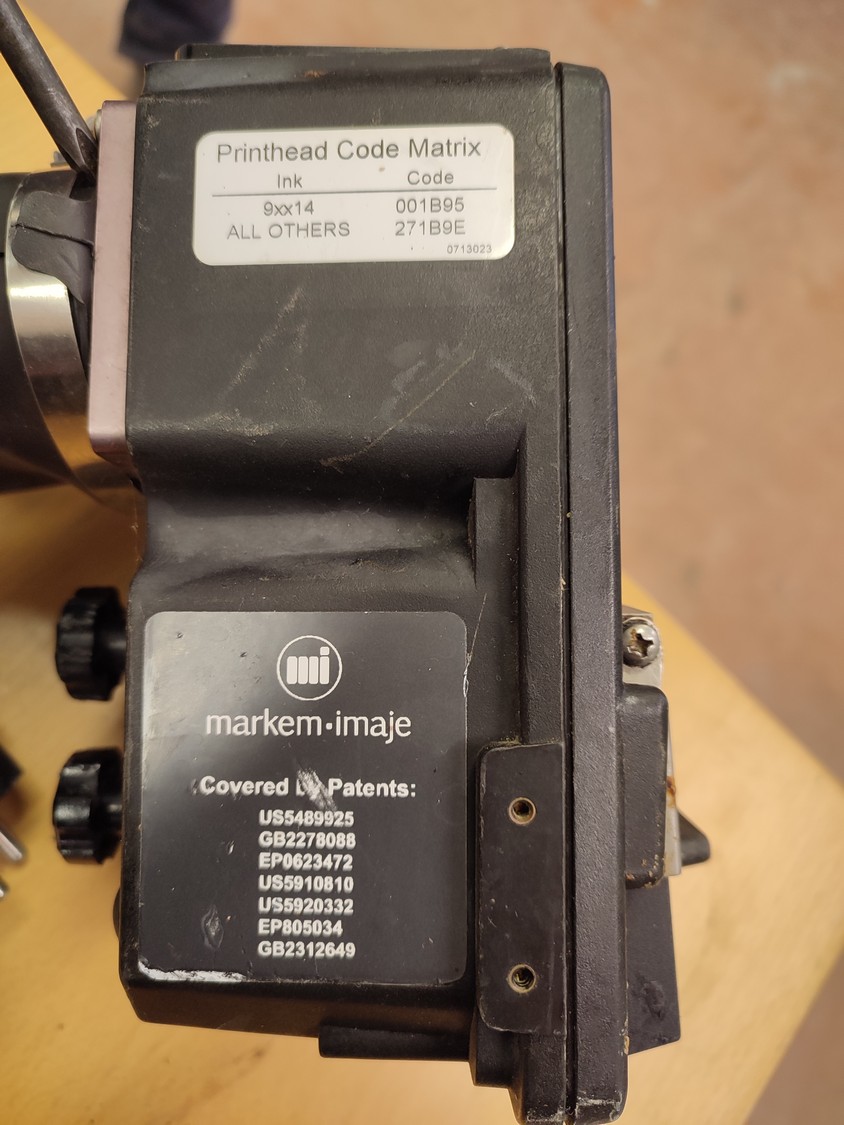 Printhead Code Matrix
Ink Code
9xx14 001B95
ALL OTHERS 271B9E
0713023
markem·imaje
Covered by Patents:
US5489925
GB2278088
EP0623472
US5910810
US5920332
EP805034
GB2312649